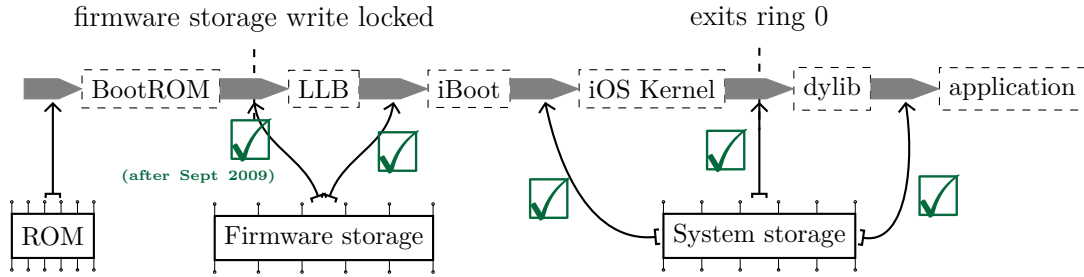 firmware storage write locked
exits ring 0
BootROM
LLB
iBoot
iOS Kernel
dylib
application
(after Sept 2009)
ROM
Firmware storage
System storage